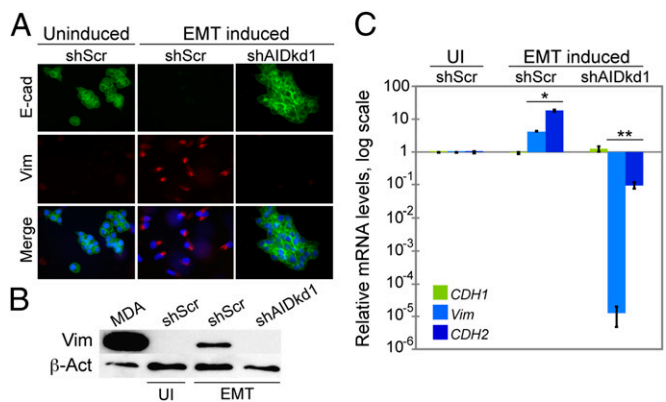 A
Uninduced EMT induced
shScr shScr shAIDkd1
E-cad
Vim
Merge
B
MDA shScr shScr shAIDkd1
Vim
β-Act
UI EMT
C
UI EMT induced
shScr shScr shAIDkd1
Relative mRNA levels, log scale
100
10
1
10-1
10-2
10-3
10-4
10-5
10-6
*
**
CDH1
Vim
CDH2